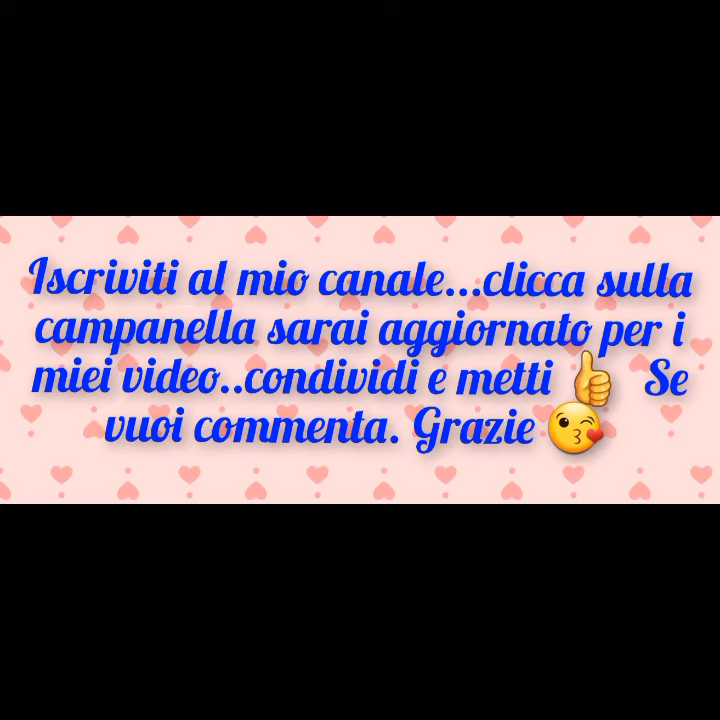 Iscriviti al mio canale...clicca sulla
campanella sarai aggiornato per i
miei video..condividi e metti 👍 Se
vuoi commenta. Grazie 😘